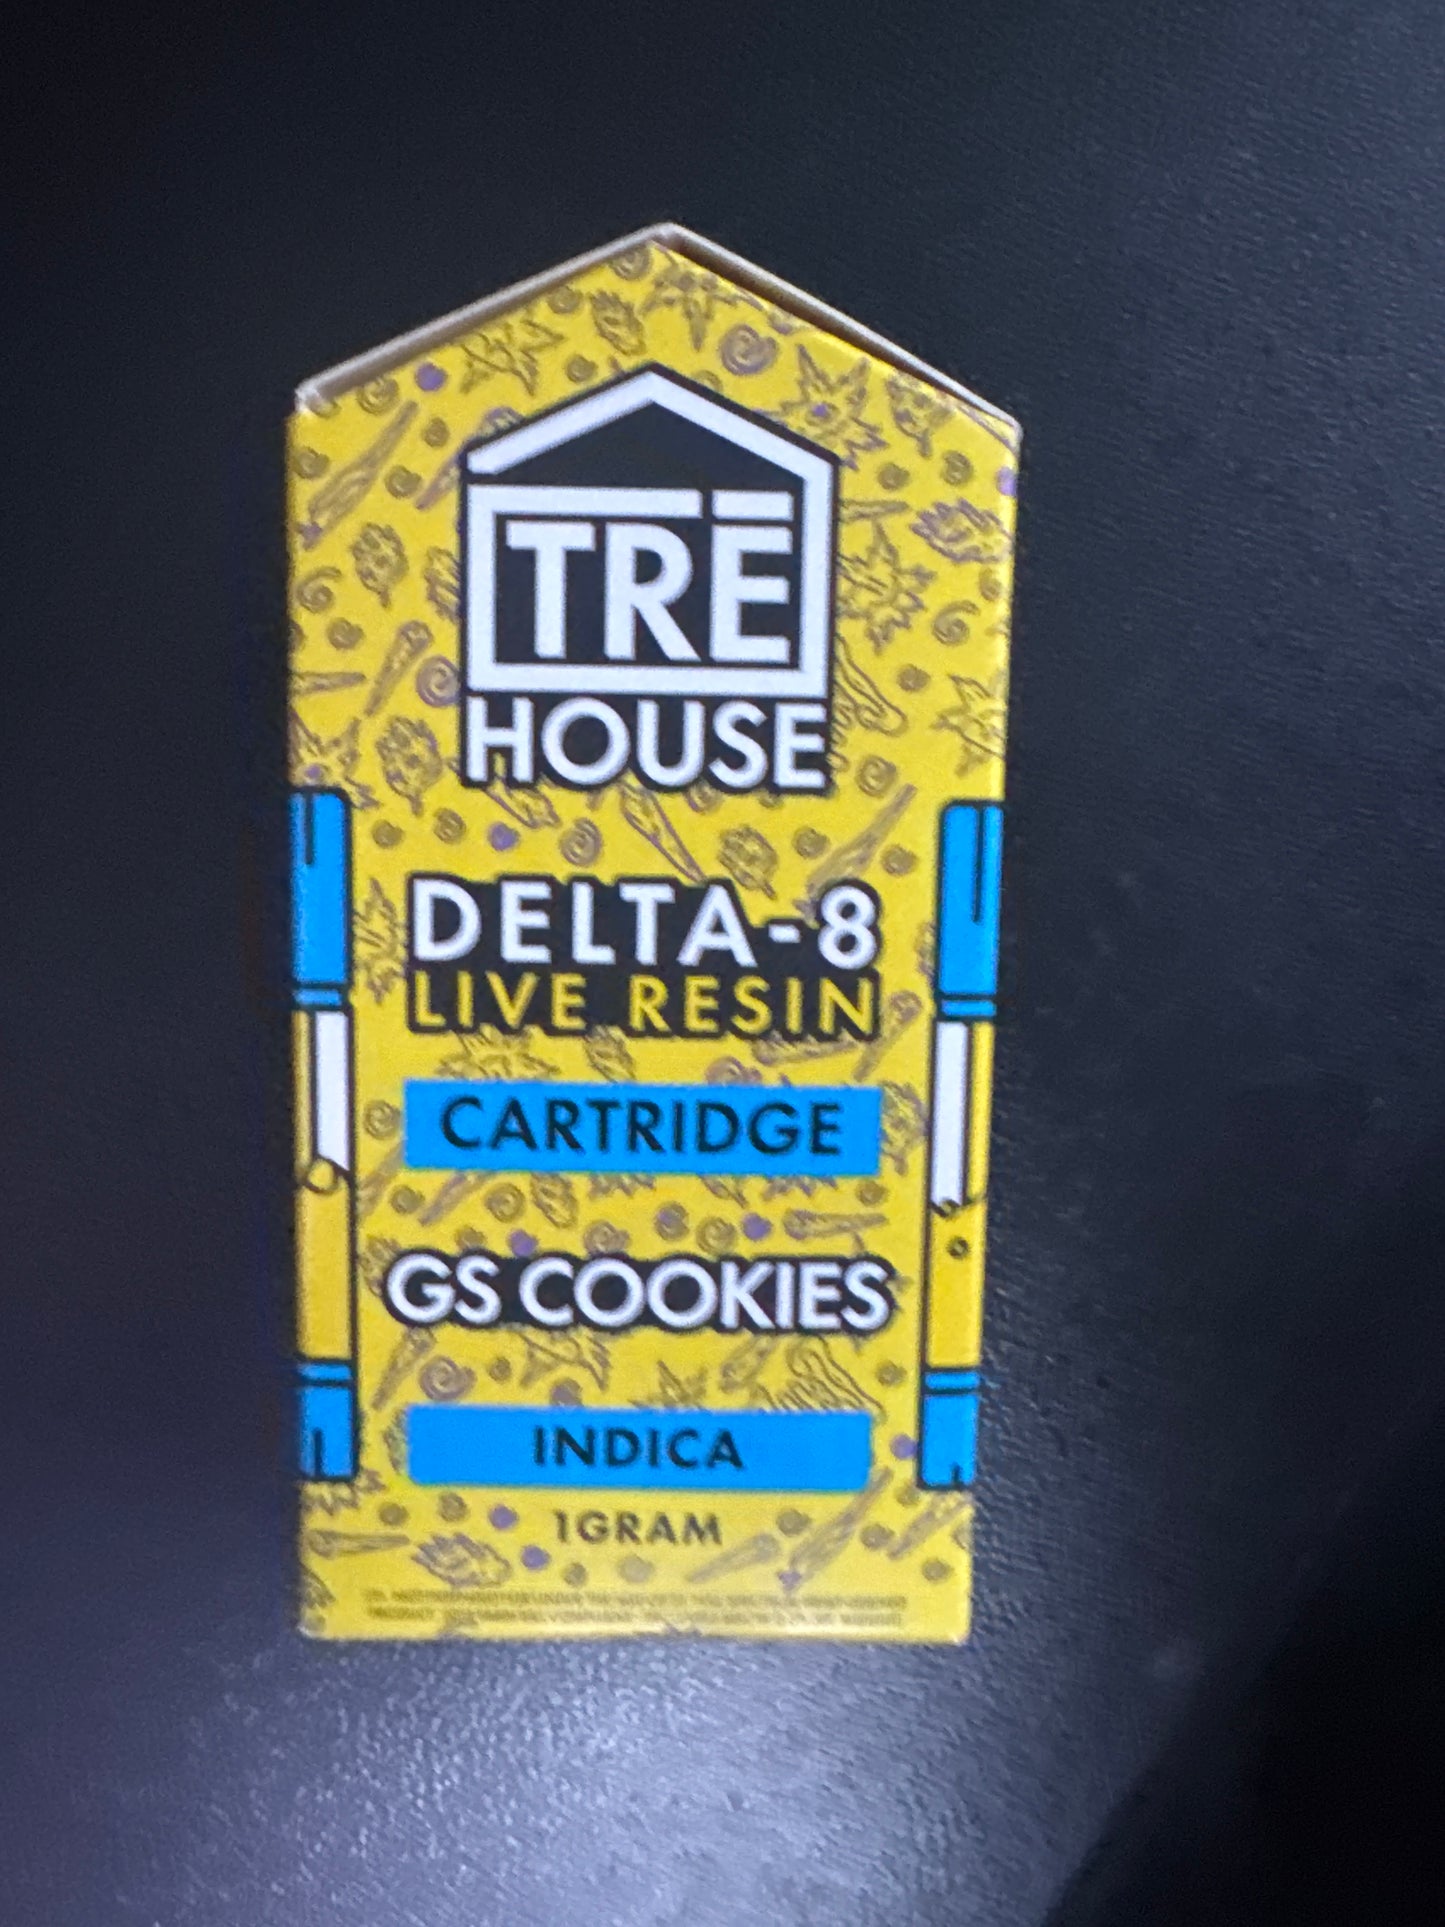 TRĒ
HOUSE
DELTA-8
LIVE RESIN
CARTRIDGE
GS COOKIES
INDICA
1GRAM